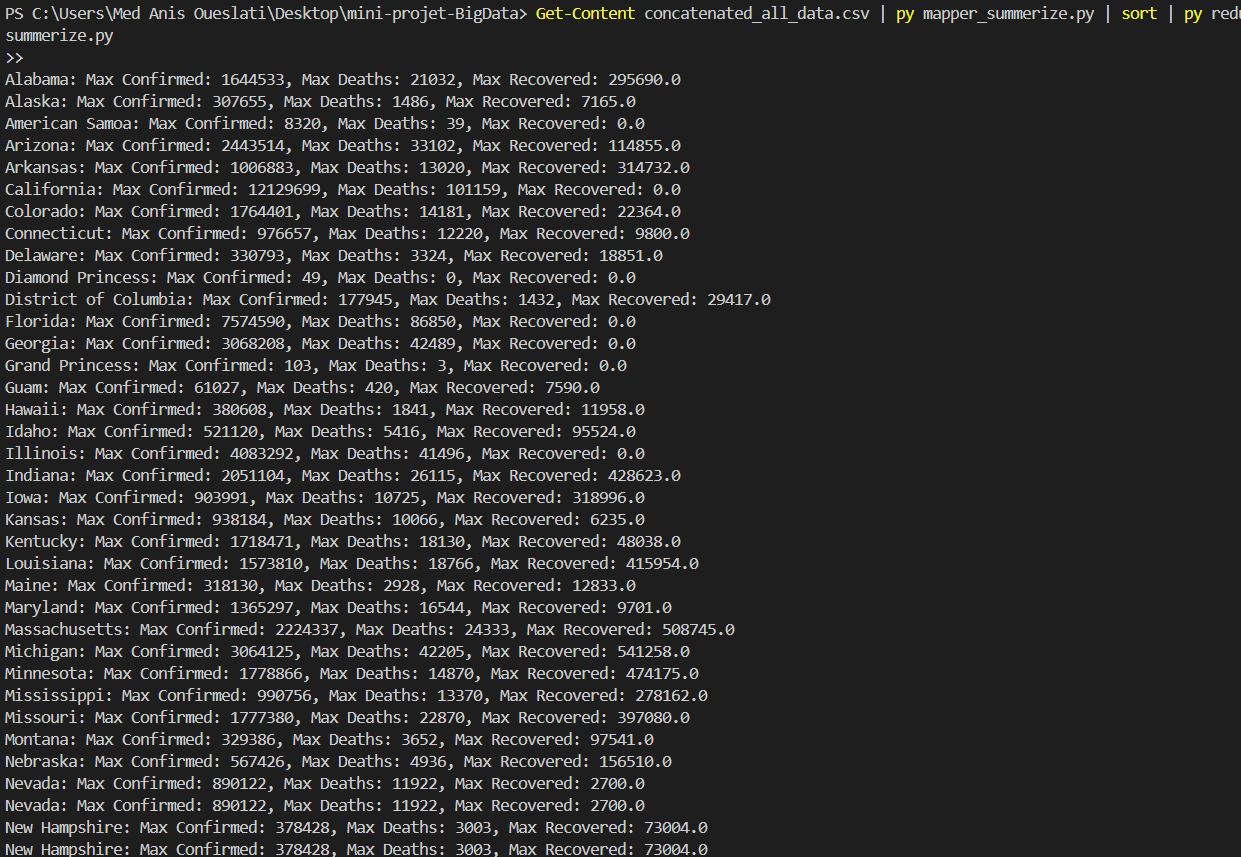 PS C:\Users\Med Anis Oueslati\Desktop\mini-projet-BigData> Get-Content concatenated_all_data.csv | py mapper_summerize.py | sort | py redu
summerize.py
>>
Alabama: Max Confirmed: 1644533, Max Deaths: 21032, Max Recovered: 295690.0
Alaska: Max Confirmed: 307655, Max Deaths: 1486, Max Recovered: 7165.0
American Samoa: Max Confirmed: 8320, Max Deaths: 39, Max Recovered: 0.0
Arizona: Max Confirmed: 2443514, Max Deaths: 33102, Max Recovered: 114855.0
Arkansas: Max Confirmed: 1006883, Max Deaths: 13020, Max Recovered: 314732.0
California: Max Confirmed: 12129699, Max Deaths: 101159, Max Recovered: 0.0
Colorado: Max Confirmed: 1764401, Max Deaths: 14181, Max Recovered: 22364.0
Connecticut: Max Confirmed: 976657, Max Deaths: 12220, Max Recovered: 9800.0
Delaware: Max Confirmed: 330793, Max Deaths: 3324, Max Recovered: 18851.0
Diamond Princess: Max Confirmed: 49, Max Deaths: 0, Max Recovered: 0.0
District of Columbia: Max Confirmed: 177945, Max Deaths: 1432, Max Recovered: 29417.0
Florida: Max Confirmed: 7574590, Max Deaths: 86850, Max Recovered: 0.0
Georgia: Max Confirmed: 3068208, Max Deaths: 42489, Max Recovered: 0.0
Grand Princess: Max Confirmed: 103, Max Deaths: 3, Max Recovered: 0.0
Guam: Max Confirmed: 61027, Max Deaths: 420, Max Recovered: 7590.0
Hawaii: Max Confirmed: 380608, Max Deaths: 1841, Max Recovered: 11958.0
Idaho: Max Confirmed: 521120, Max Deaths: 5416, Max Recovered: 95524.0
Illinois: Max Confirmed: 4083292, Max Deaths: 41496, Max Recovered: 0.0
Indiana: Max Confirmed: 2051104, Max Deaths: 26115, Max Recovered: 428623.0
Iowa: Max Confirmed: 903991, Max Deaths: 10725, Max Recovered: 318996.0
Kansas: Max Confirmed: 938184, Max Deaths: 10066, Max Recovered: 6235.0
Kentucky: Max Confirmed: 1718471, Max Deaths: 18130, Max Recovered: 48038.0
Louisiana: Max Confirmed: 1573810, Max Deaths: 18766, Max Recovered: 415954.0
Maine: Max Confirmed: 318130, Max Deaths: 2928, Max Recovered: 12833.0
Maryland: Max Confirmed: 1365297, Max Deaths: 16544, Max Recovered: 9701.0
Massachusetts: Max Confirmed: 2224337, Max Deaths: 24333, Max Recovered: 508745.0
Michigan: Max Confirmed: 3064125, Max Deaths: 42205, Max Recovered: 541258.0
Minnesota: Max Confirmed: 1778866, Max Deaths: 14870, Max Recovered: 474175.0
Mississippi: Max Confirmed: 990756, Max Deaths: 13370, Max Recovered: 278162.0
Missouri: Max Confirmed: 1777380, Max Deaths: 22870, Max Recovered: 397080.0
Montana: Max Confirmed: 329386, Max Deaths: 3652, Max Recovered: 97541.0
Nebraska: Max Confirmed: 567426, Max Deaths: 4936, Max Recovered: 156510.0
Nevada: Max Confirmed: 890122, Max Deaths: 11922, Max Recovered: 2700.0
Nevada: Max Confirmed: 890122, Max Deaths: 11922, Max Recovered: 2700.0
New Hampshire: Max Confirmed: 378428, Max Deaths: 3003, Max Recovered: 73004.0
New Hampshire: Max Confirmed: 378428, Max Deaths: 3003, Max Recovered: 73004.0